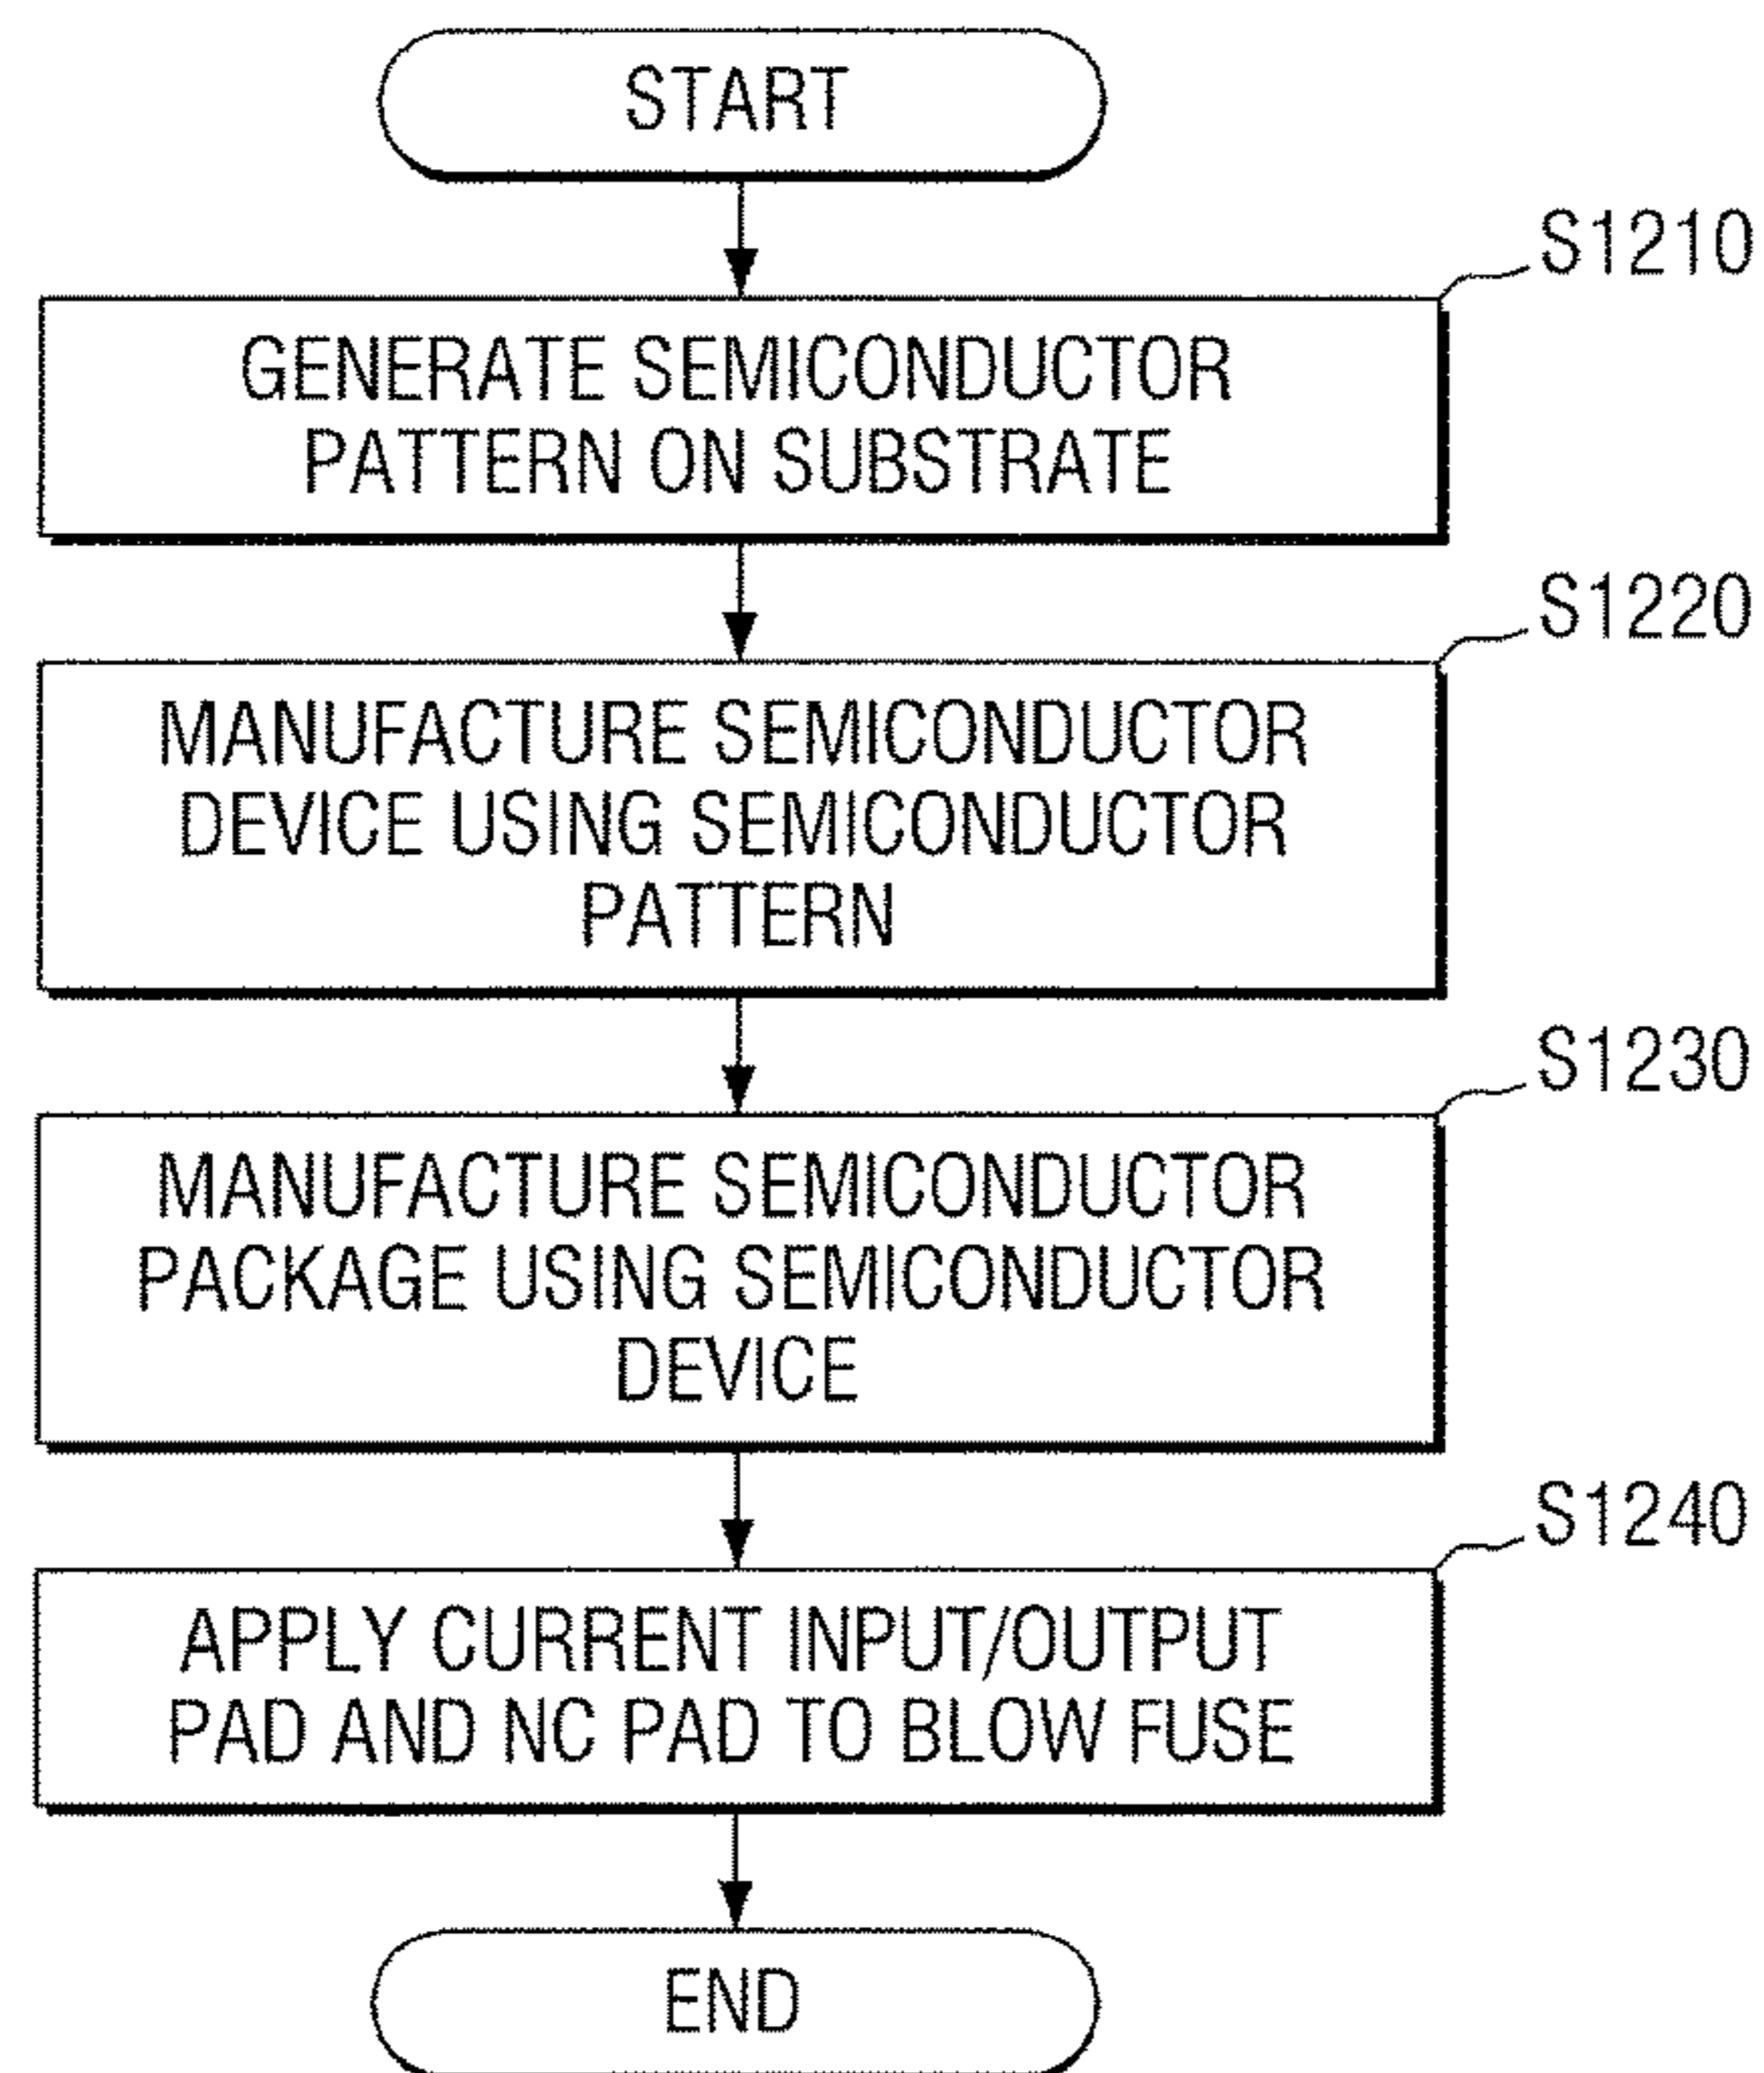 START
S1210
GENERATE SEMICONDUCTOR
PATTERN ON SUBSTRATE
S1220
MANUFACTURE SEMICONDUCTOR
DEVICE USING SEMICONDUCTOR
PATTERN
S1230
MANUFACTURE SEMICONDUCTOR
PACKAGE USING SEMICONDUCTOR
DEVICE
S1240
APPLY CURRENT INPUT/OUTPUT
PAD AND NC PAD TO BLOW FUSE
END